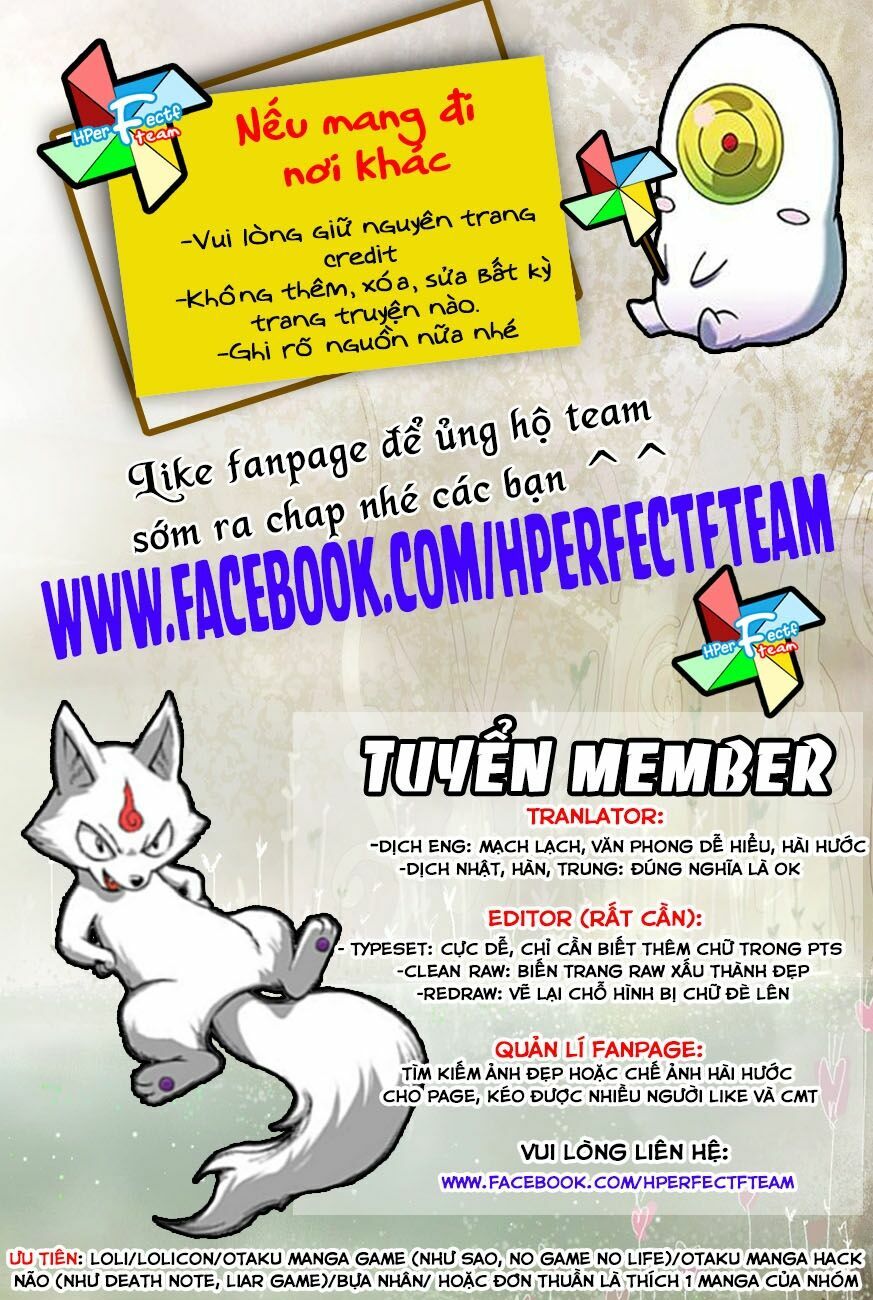 HPerFectf
team
Nếu mang đi
nơi khác
-Vui lòng giữ nguyên trang
credit
-Không thêm, xóa, sửa bất kỳ
trang truyện nào.
-Ghi rõ nguồn nữa nhé
Like fanpage để ủng hộ team
sớm ra chap nhé các bạn ^ ^
WWW.FACEBOOK.COM/HPERFECTFTEAM
HPerFectf
team
TUYỂN MEMBER
TRANLATOR:
-DỊCH ENG: MẠCH LẠCH, VĂN PHONG DỄ HIỂU, HÀI HƯỚC
-DỊCH NHẬT, HÀN, TRUNG: ĐÚNG NGHĨA LÀ OK
EDITOR (RẤT CẦN):
- TYPESET: CỰC DỄ, CHỈ CẦN BIẾT THÊM CHỮ TRONG PTS
-CLEAN RAW: BIẾN TRANG RAW XẤU THÀNH ĐẸP
-REDRAW: VẼ LẠI CHỖ HÌNH BỊ CHỮ ĐÈ LÊN
QUẢN LÍ FANPAGE:
TÌM KIẾM ẢNH ĐẸP HOẶC CHẾ ẢNH HÀI HƯỚC
CHO PAGE, KÉO ĐƯỢC NHIỀU NGƯỜI LIKE VÀ CMT
VUI LÒNG LIÊN HỆ:
WWW.FACEBOOK.COM/HPERFECTFTEAM
ƯU TIÊN: LOLI/LOLICON/OTAKU MANGA GAME (NHƯ SAO, NO GAME NO LIFE)/OTAKU MANGA HACK
NÃO (NHƯ DEATH NOTE, LIAR GAME)/BỰA NHÂN/ HOẶC ĐƠN THUẦN LÀ THÍCH 1 MANGA CỦA NHÓM